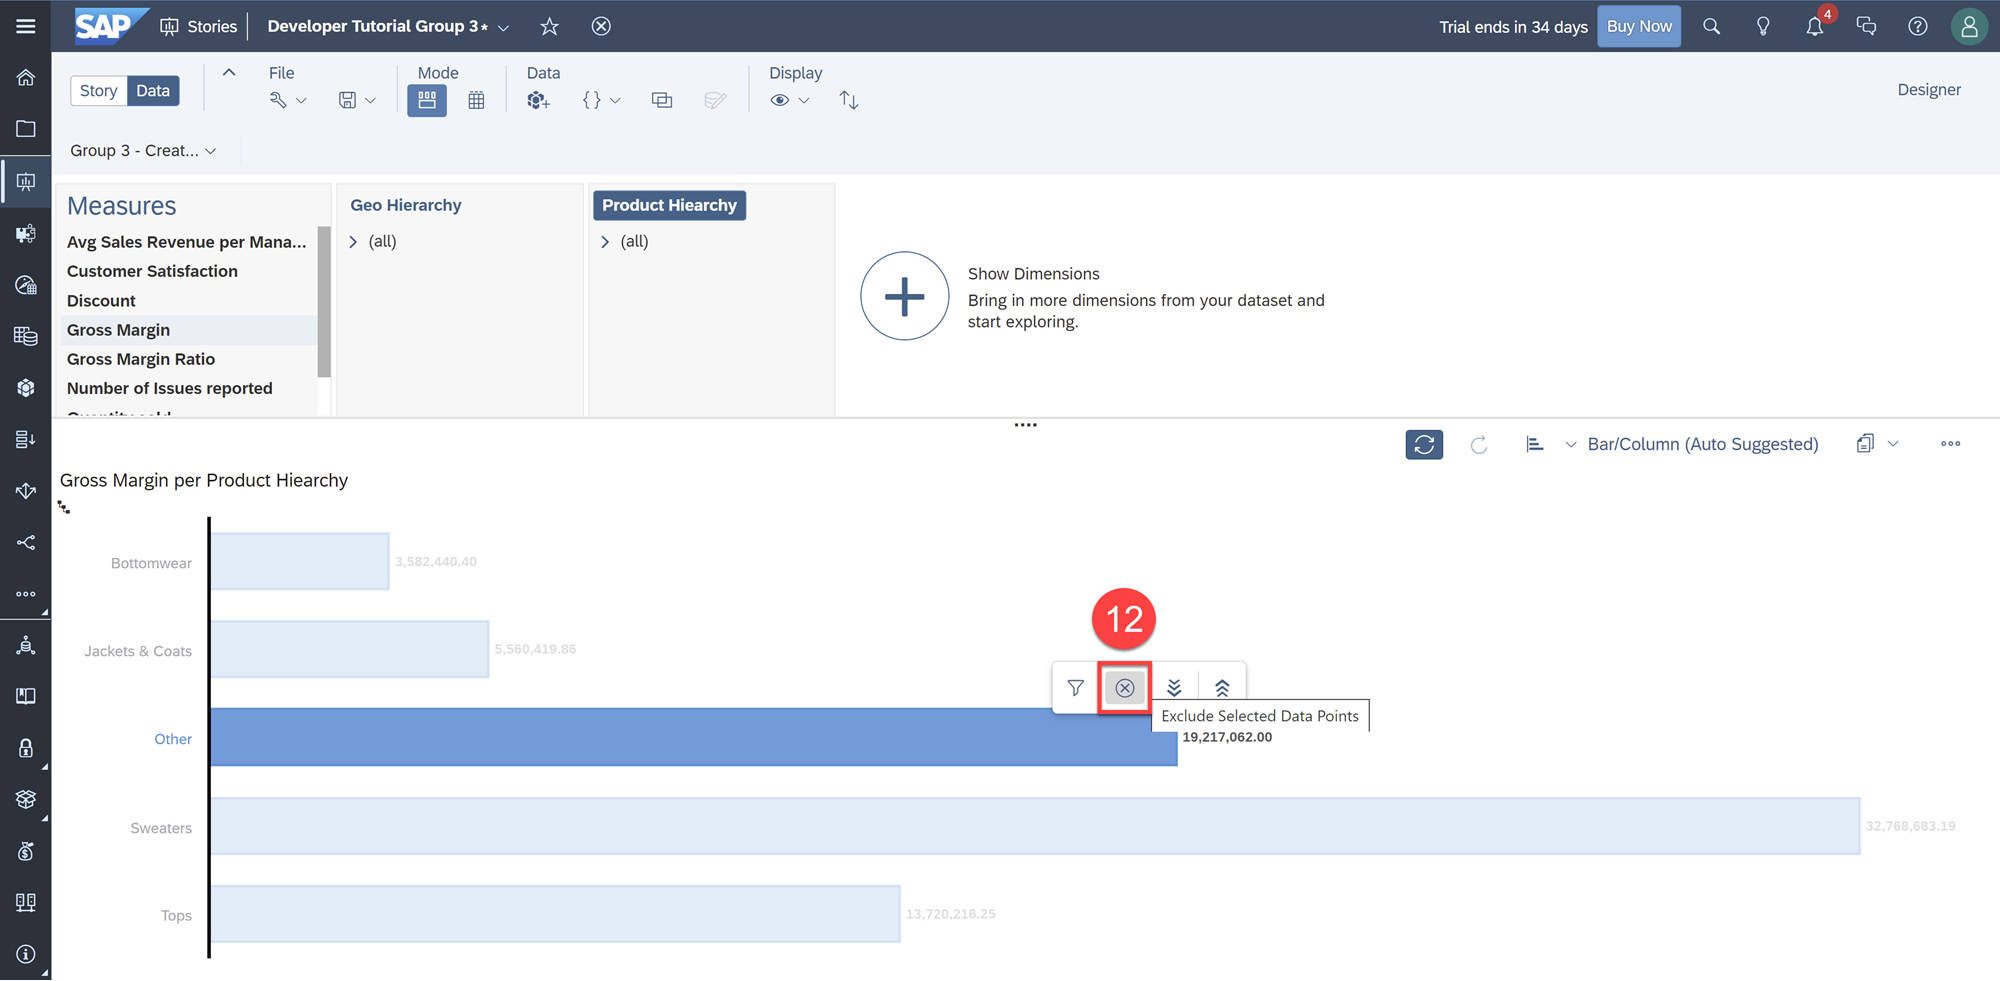 SAP Stories Developer Tutorial Group 3* Trial ends in 34 days Buy Now 4
Story Data File Mode Data Display Designer
Group 3 - Creat...
Measures
Avg Sales Revenue per Mana...
Customer Satisfaction
Discount
Gross Margin
Gross Margin Ratio
Number of Issues reported
Geo Hierarchy
(all)
Product Hiearchy
(all)
Show Dimensions
Bring in more dimensions from your dataset and
start exploring.
Bar/Column (Auto Suggested)
Gross Margin per Product Hiearchy
Bottomwear 3,582,440.40
12
Jackets & Coats 5,560,419.86
Exclude Selected Data Points
Other 19,217,062.00
Sweaters 32,768,683.19
Tops 13,720,216.25